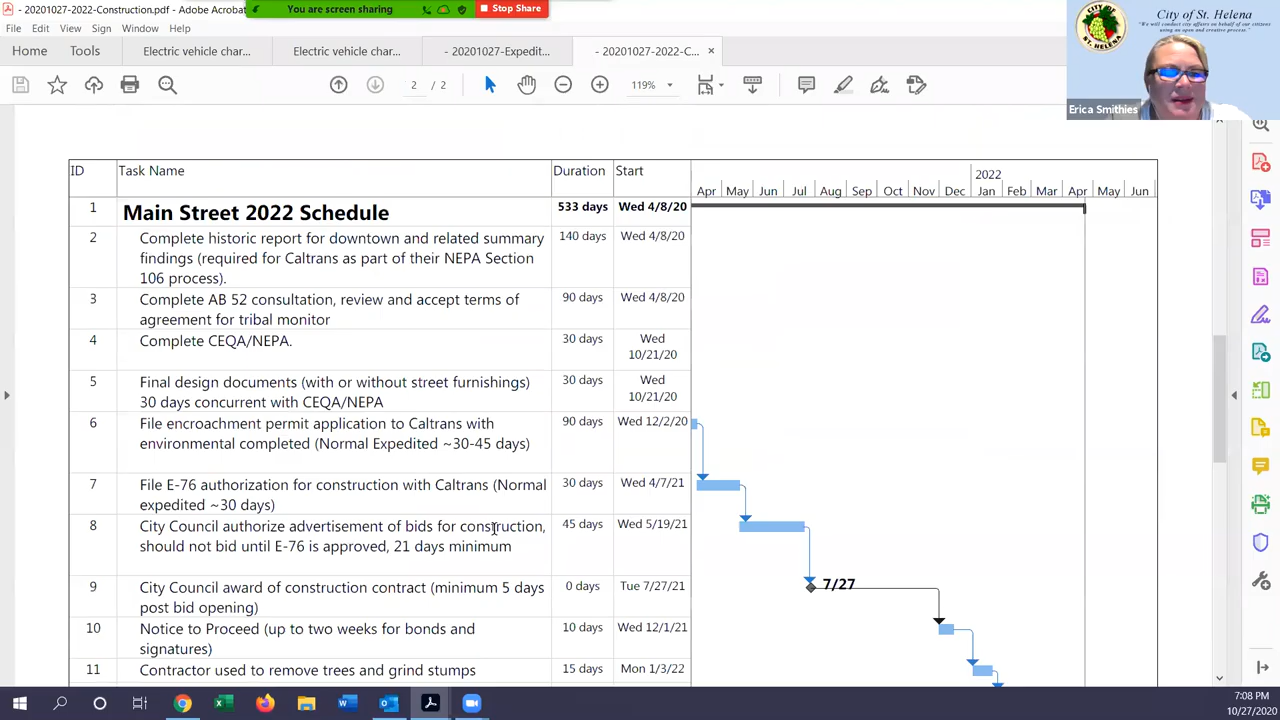 - 20201027-2022-Construction.pdf - Adobe Acrobat
You are screen sharing
Stop Share
File Edit View Sign Window Help
Home Tools Electric vehicle char... Electric vehicle cha... - 20201027-Expedit... - 20201027-2022-C... ×
2 / 2 119%
CITY OF
ST. HELENA
City of St. Helena
"We will conduct city affairs on behalf of our citizens
using an open and creative process."
Erica Smithies
ID Task Name Duration Start
2022
Apr May Jun Jul Aug Sep Oct Nov Dec Jan Feb Mar Apr May Jun
1 Main Street 2022 Schedule 533 days Wed 4/8/20
2 Complete historic report for downtown and related summary 140 days Wed 4/8/20
findings (required for Caltrans as part of their NEPA Section
106 process).
3 Complete AB 52 consultation, review and accept terms of 90 days Wed 4/8/20
agreement for tribal monitor
4 Complete CEQA/NEPA. 30 days Wed
10/21/20
5 Final design documents (with or without street furnishings) 30 days Wed
30 days concurrent with CEQA/NEPA 10/21/20
6 File encroachment permit application to Caltrans with 90 days Wed 12/2/20
environmental completed (Normal Expedited ~30-45 days)
7 File E-76 authorization for construction with Caltrans (Normal 30 days Wed 4/7/21
expedited ~30 days)
8 City Council authorize advertisement of bids for construction, 45 days Wed 5/19/21
should not bid until E-76 is approved, 21 days minimum
9 City Council award of construction contract (minimum 5 days 0 days Tue 7/27/21 7/27
post bid opening)
10 Notice to Proceed (up to two weeks for bonds and 10 days Wed 12/1/21
signatures)
11 Contractor used to remove trees and grind stumps 15 days Mon 1/3/22
7:08 PM
10/27/2020